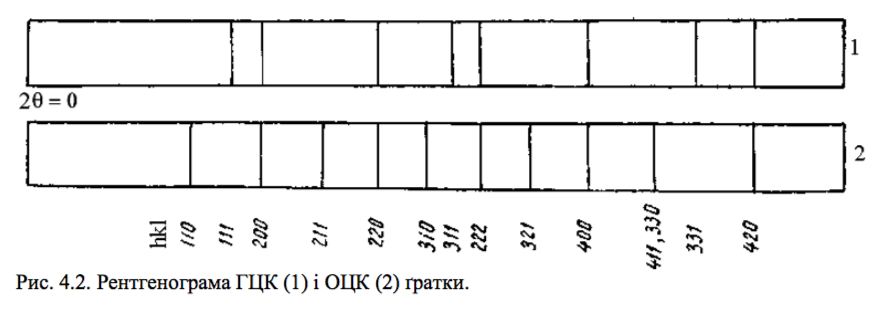 1
2θ = 0
2
hkl 110 111 200 211 220 310 311 222 321 400 411,330 331 420
Рис. 4.2. Рентгенограма ГЦК (1) і ОЦК (2) ґратки.